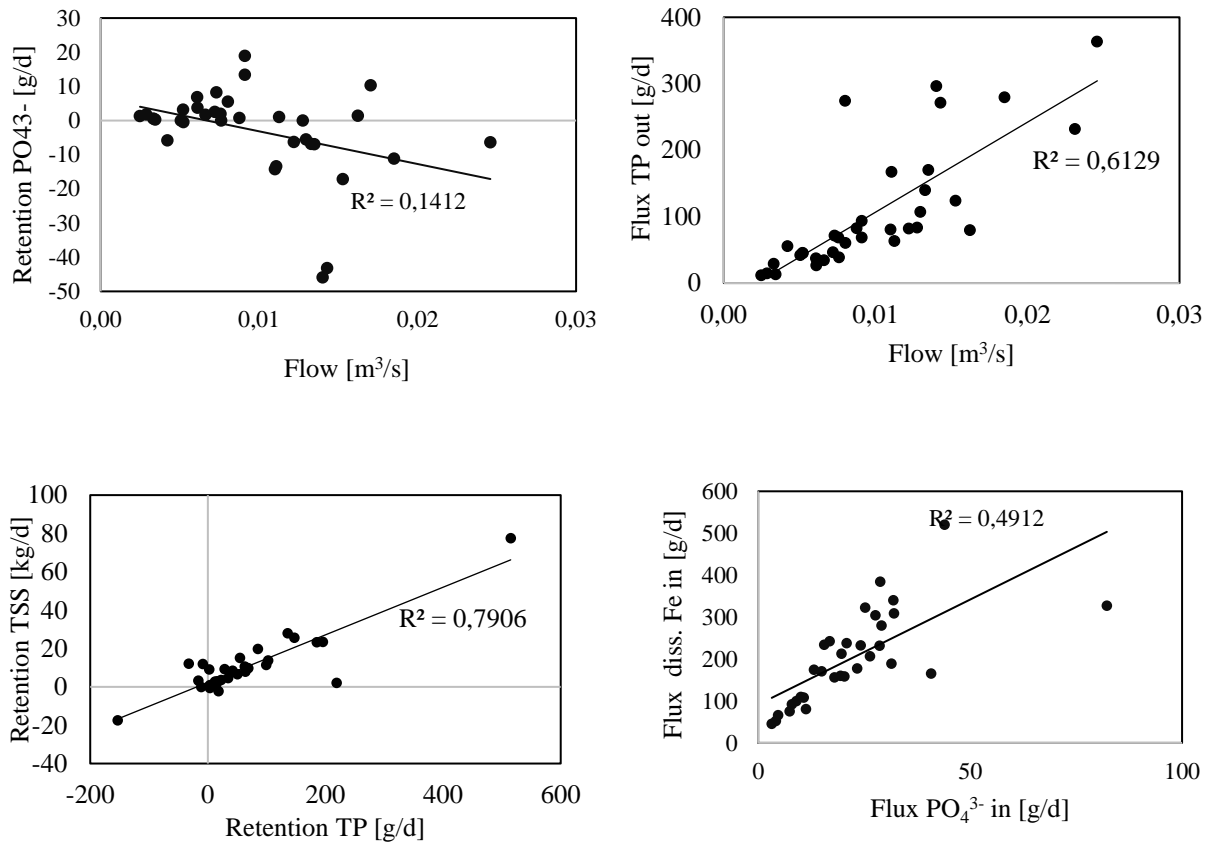 Retention PO43- [g/d]
30
20
10
0
-10
-20
-30
-40
-50
R² = 0,1412
0,00 0,01 0,02 0,03
Flow [m³/s]
Flux TP out [g/d]
400
300
200
100
0
R² = 0,6129
0,00 0,01 0,02 0,03
Flow [m³/s]
Retention TSS [kg/d]
100
80
60
40
20
0
-20
-40
R² = 0,7906
-200 0 200 400 600
Retention TP [g/d]
Flux diss. Fe in [g/d]
600
500
400
300
200
100
0
R² = 0,4912
0 50 100
Flux PO₄³⁻ in [g/d]